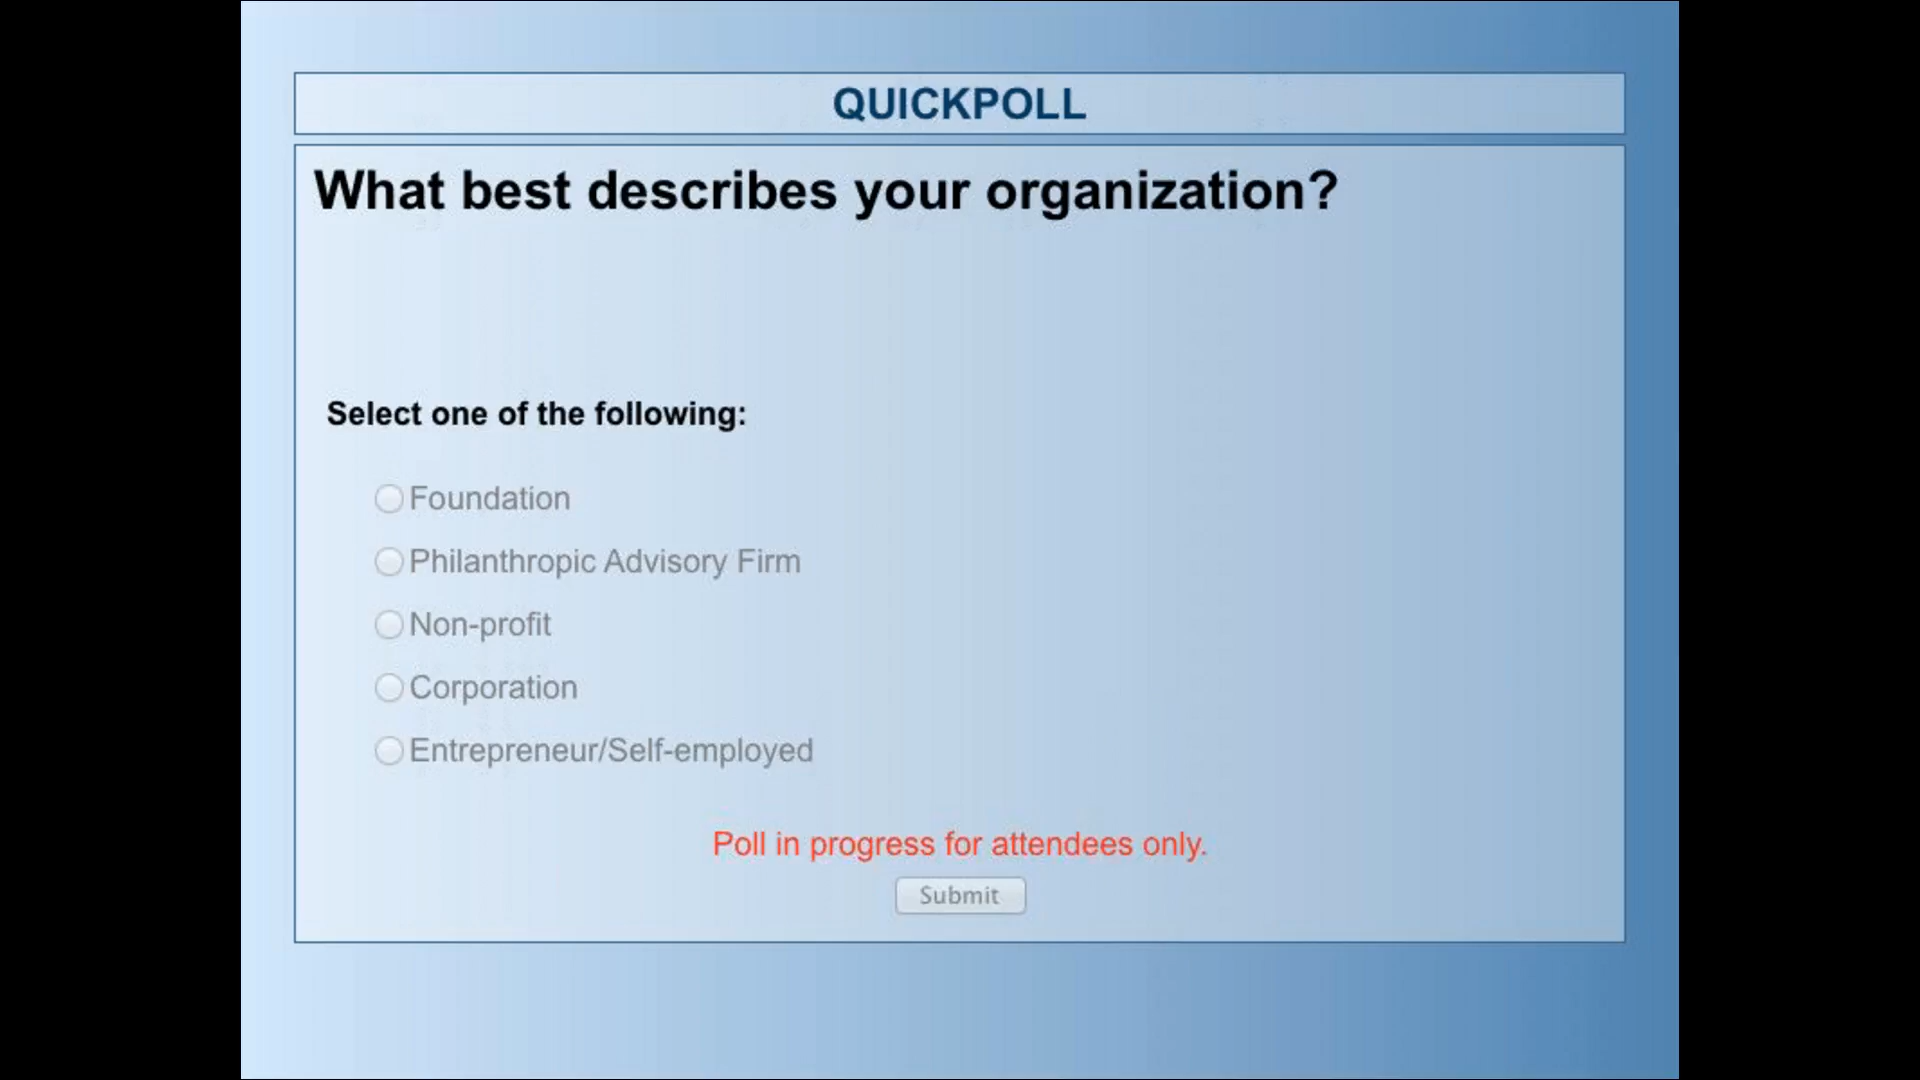 QUICKPOLL
What best describes your organization?
Select one of the following:
Foundation
Philanthropic Advisory Firm
Non-profit
Corporation
Entrepreneur/Self-employed
Poll in progress for attendees only.
Submit